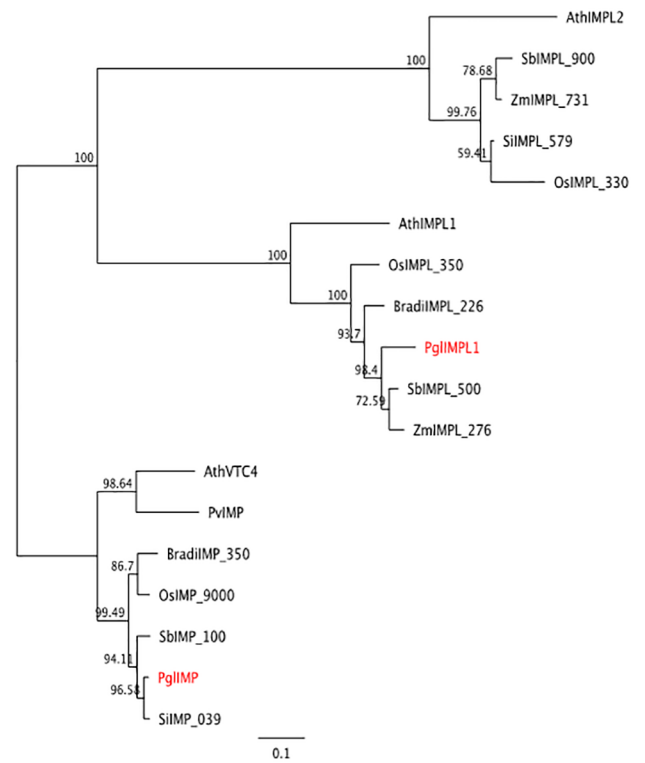 AthIMPL2
SbIMPL_900
78.68
ZmIMPL_731
100
99.76
SiIMPL_579
59.41
OsIMPL_330
100
AthIMPL1
100
OsIMPL_350
100
BradiIMPL_226
93.7
PglIMPL1
98.4
SbIMPL_500
72.59
ZmIMPL_276
AthVTC4
98.64
PvIMP
BradiIMP_350
86.7
OsIMP_9000
99.49
SbIMP_100
94.11
PglIMP
96.58
SiIMP_039
0.1